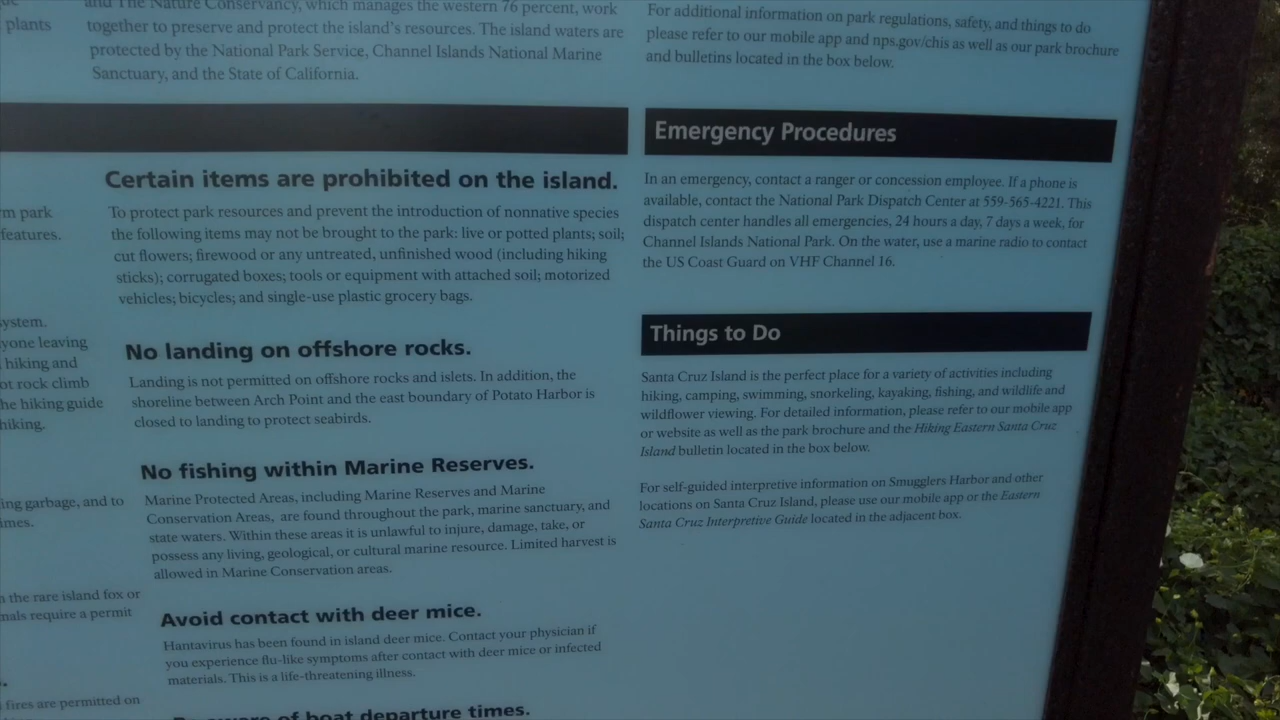 plants
m park
features.
ystem.
yone leaving
hiking and
ot rock climb
he hiking guide
hiking.
ing garbage, and to
imes.
n the rare island fox or
mals require a permit
fires are permitted on
and The Nature Conservancy, which manages the western 76 percent, work
together to preserve and protect the island's resources. The island waters are
protected by the National Park Service, Channel Islands National Marine
Sanctuary, and the State of California.
Certain items are prohibited on the island.
To protect park resources and prevent the introduction of nonnative species
the following items may not be brought to the park: live or potted plants; soil;
cut flowers; firewood or any untreated, unfinished wood (including hiking
sticks); corrugated boxes; tools or equipment with attached soil; motorized
vehicles; bicycles; and single-use plastic grocery bags.
No landing on offshore rocks.
Landing is not permitted on offshore rocks and islets. In addition, the
shoreline between Arch Point and the east boundary of Potato Harbor is
closed to landing to protect seabirds.
No fishing within Marine Reserves.
Marine Protected Areas, including Marine Reserves and Marine
Conservation Areas, are found throughout the park, marine sanctuary, and
state waters. Within these areas it is unlawful to injure, damage, take, or
possess any living, geological, or cultural marine resource. Limited harvest is
allowed in Marine Conservation areas.
Avoid contact with deer mice.
Hantavirus has been found in island deer mice. Contact your physician if
you experience flu-like symptoms after contact with deer mice or infected
materials. This is a life-threatening illness.
of boat departure times.
For additional information on park regulations, safety, and things to do
please refer to our mobile app and nps.gov/chis as well as our park brochure
and bulletins located in the box below.
Emergency Procedures
In an emergency, contact a ranger or concession employee. If a phone is
available, contact the National Park Dispatch Center at 559-565-4221. This
dispatch center handles all emergencies, 24 hours a day, 7 days a week, for
Channel Islands National Park. On the water, use a marine radio to contact
the US Coast Guard on VHF Channel 16.
Things to Do
Santa Cruz Island is the perfect place for a variety of activities including
hiking, camping, swimming, snorkeling, kayaking, fishing, and wildlife and
wildflower viewing. For detailed information, please refer to our mobile app
or website as well as the park brochure and the Hiking Eastern Santa Cruz
Island bulletin located in the box below.
For self-guided interpretive information on Smugglers Harbor and other
locations on Santa Cruz Island, please use our mobile app or the Eastern
Santa Cruz Interpretive Guide located in the adjacent box.